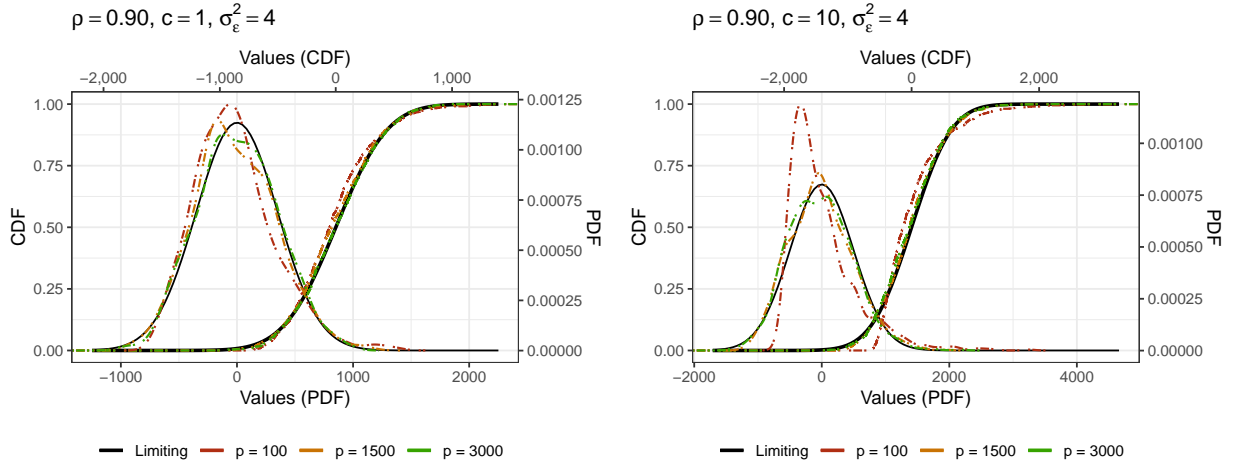 ρ = 0.90, c = 1, σ²_ε = 4
Values (CDF)
−2,000 −1,000 0 1,000
1.00
0.75
0.50
0.25
0.00
CDF
0.00125
0.00100
0.00075
0.00050
0.00025
0.00000
PDF
−1000 0 1000 2000
Values (PDF)
Limiting p = 100 p = 1500 p = 3000
ρ = 0.90, c = 10, σ²_ε = 4
Values (CDF)
−2,000 0 2,000
1.00
0.75
0.50
0.25
0.00
CDF
0.00100
0.00075
0.00050
0.00025
0.00000
PDF
−2000 0 2000 4000
Values (PDF)
Limiting p = 100 p = 1500 p = 3000